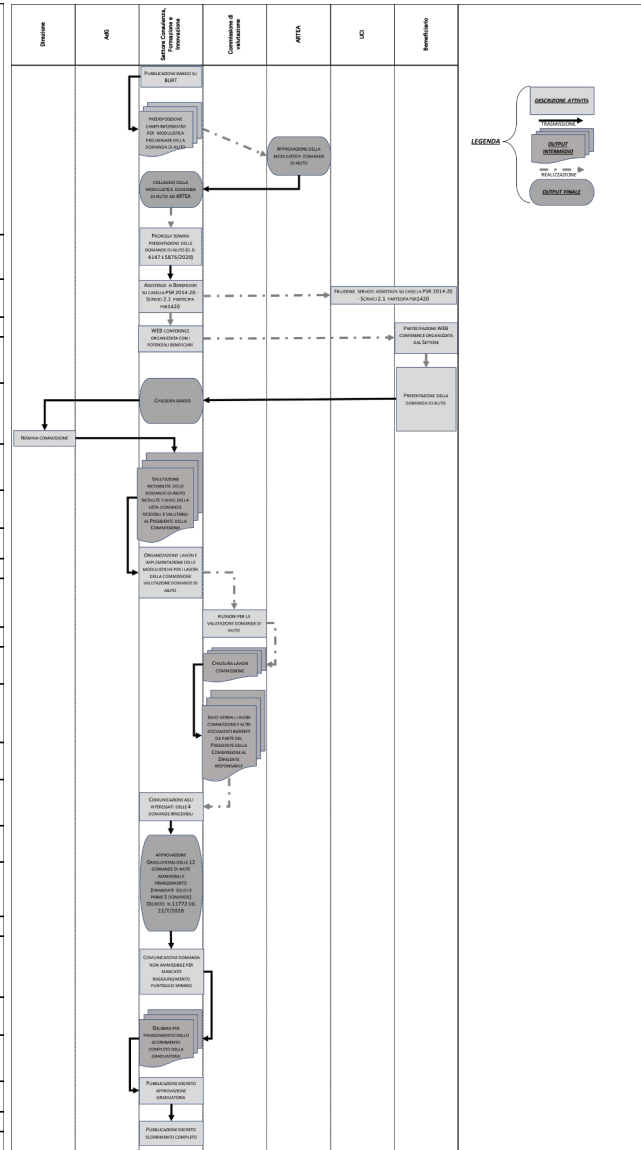 Direzione
AdG
Settore Consulenza,
Formazione e
Innovazione
Commissione di
valutazione
ARTEA
UCI
Beneficiario
PUBBLICAZIONE BANDO SU
BURT
PREDISPOSIZIONE
CAMPI INFORMATIVI
PER MODULISTICA
PRELIMINARE DELLA
DOMANDA DI AIUTO
APPROVAZIONE DELLA
MODULISTICA DOMANDA
DI AIUTO
COLLAUDO DELLA
MODULISTICA DOMANDA
DI AIUTO AD ARTEA
PROROGA TERMINI
PRESENTAZIONE DELLE
DOMANDE DI AIUTO (D.D.
4147 E 5876/2020)
ASSISTENZA AI BENEFICIARI
SU CASELLA PSR 2014-20 -
SCRIVICI 2.1 PARTECIPA
PSR1420
FRUIZIONE SERVIZIO ASSISTENZA SU CASELLA PSR 2014-20
- SCRIVICI 2.1 PARTECIPA PSR1420
WEB CONFERENCE
ORGANIZZATA CON I
POTENZIALI BENEFICIARI
PARTECIPAZIONE WEB
CONFERENCE ORGANIZZATA
DAL SETTORE
CHIUSURA BANDO
PRESENTAZIONE DELLA
DOMANDA DI AIUTO
NOMINA COMMISSIONE
VALUTAZIONE
RICEVIBILITÀ DELLE
DOMANDE DI AIUTO
RICEVUTE E INVIO DELLA
LISTA DOMANDE
RICEVIBILI E VALUTABILI
AL PRESIDENTE DELLA
COMMISSIONE
ORGANIZZAZIONE LAVORI E
IMPLEMENTAZIONE DELLE
MODULISTICHE PER I LAVORI
DELLA COMMISSIONE
VALUTAZIONE DOMANDE DI
AIUTO
RIUNIONI PER LA
VALUTAZIONE DOMANDE DI
AIUTO
CHIUSURA LAVORI
COMMISSIONE
INVIO VERBALI LAVORI
COMMISSIONE E ALTRI
DOCUMENTI INERENTI
DA PARTE DEL
PRESIDENTE DELLA
COMMISSIONE AL
DIRIGENTE
RESPONSABILE
COMUNICAZIONE AGLI
INTERESSATI DELLE 4
DOMANDE IRRICEVIBILI
APPROVAZIONE
GRADUATORIA DELLE 12
DOMANDE DI AIUTO
AMMISSIBILI A
FINANZIAMENTO
(FINANZIATE SOLO LE
PRIME 5 DOMANDE)
DECRETO N.11772 DEL
22/7/2020
COMUNICAZIONE DOMANDA
NON AMMISSIBILE PER
MANCATO
RAGGIUNGIMENTO
PUNTEGGIO MINIMO
DELIBERA PER
FINANZIAMENTO DELLO
SCORRIMENTO
COMPLETO DELLA
GRADUATORIA
PUBBLICAZIONE DECRETO
APPROVAZIONE
GRADUATORIA
PUBBLICAZIONE DECRETO
SCORRIMENTO COMPLETO
LEGENDA
DESCRIZIONE ATTIVITA
TRASMISSIONE
OUTPUT
INTERMEDIO
REALIZZAZIONE
OUTPUT FINALE